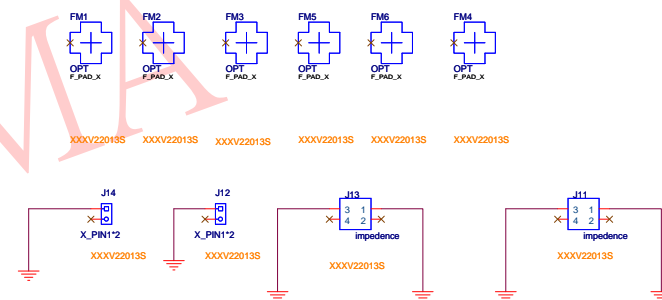 FM1 FM2 FM3 FM5 FM6 FM4
OPT OPT OPT OPT OPT OPT
F_PAD_X F_PAD_X F_PAD_X F_PAD_X F_PAD_X F_PAD_X
XXXV22013S XXXV22013S XXXV22013S XXXV22013S XXXV22013S XXXV22013S
J14 J12 J13 J11
3 1 3 1
4 2 4 2
X_PIN1*2 X_PIN1*2 impedence impedence
XXXV22013S XXXV22013S XXXV22013S XXXV22013S
MA